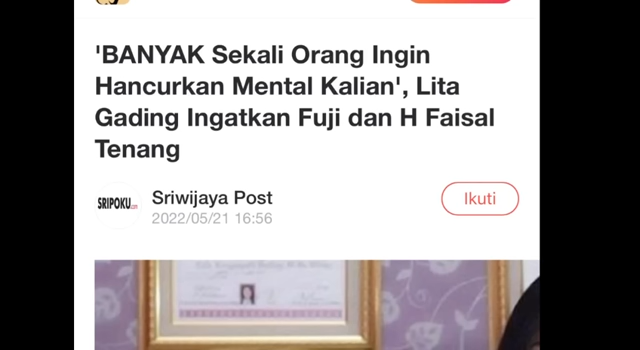 'BANYAK Sekali Orang Ingin
Hancurkan Mental Kalian', Lita
Gading Ingatkan Fuji dan H Faisal
Tenang
SRIPOKU.com
Sriwijaya Post
2022/05/21 16:56
Ikuti